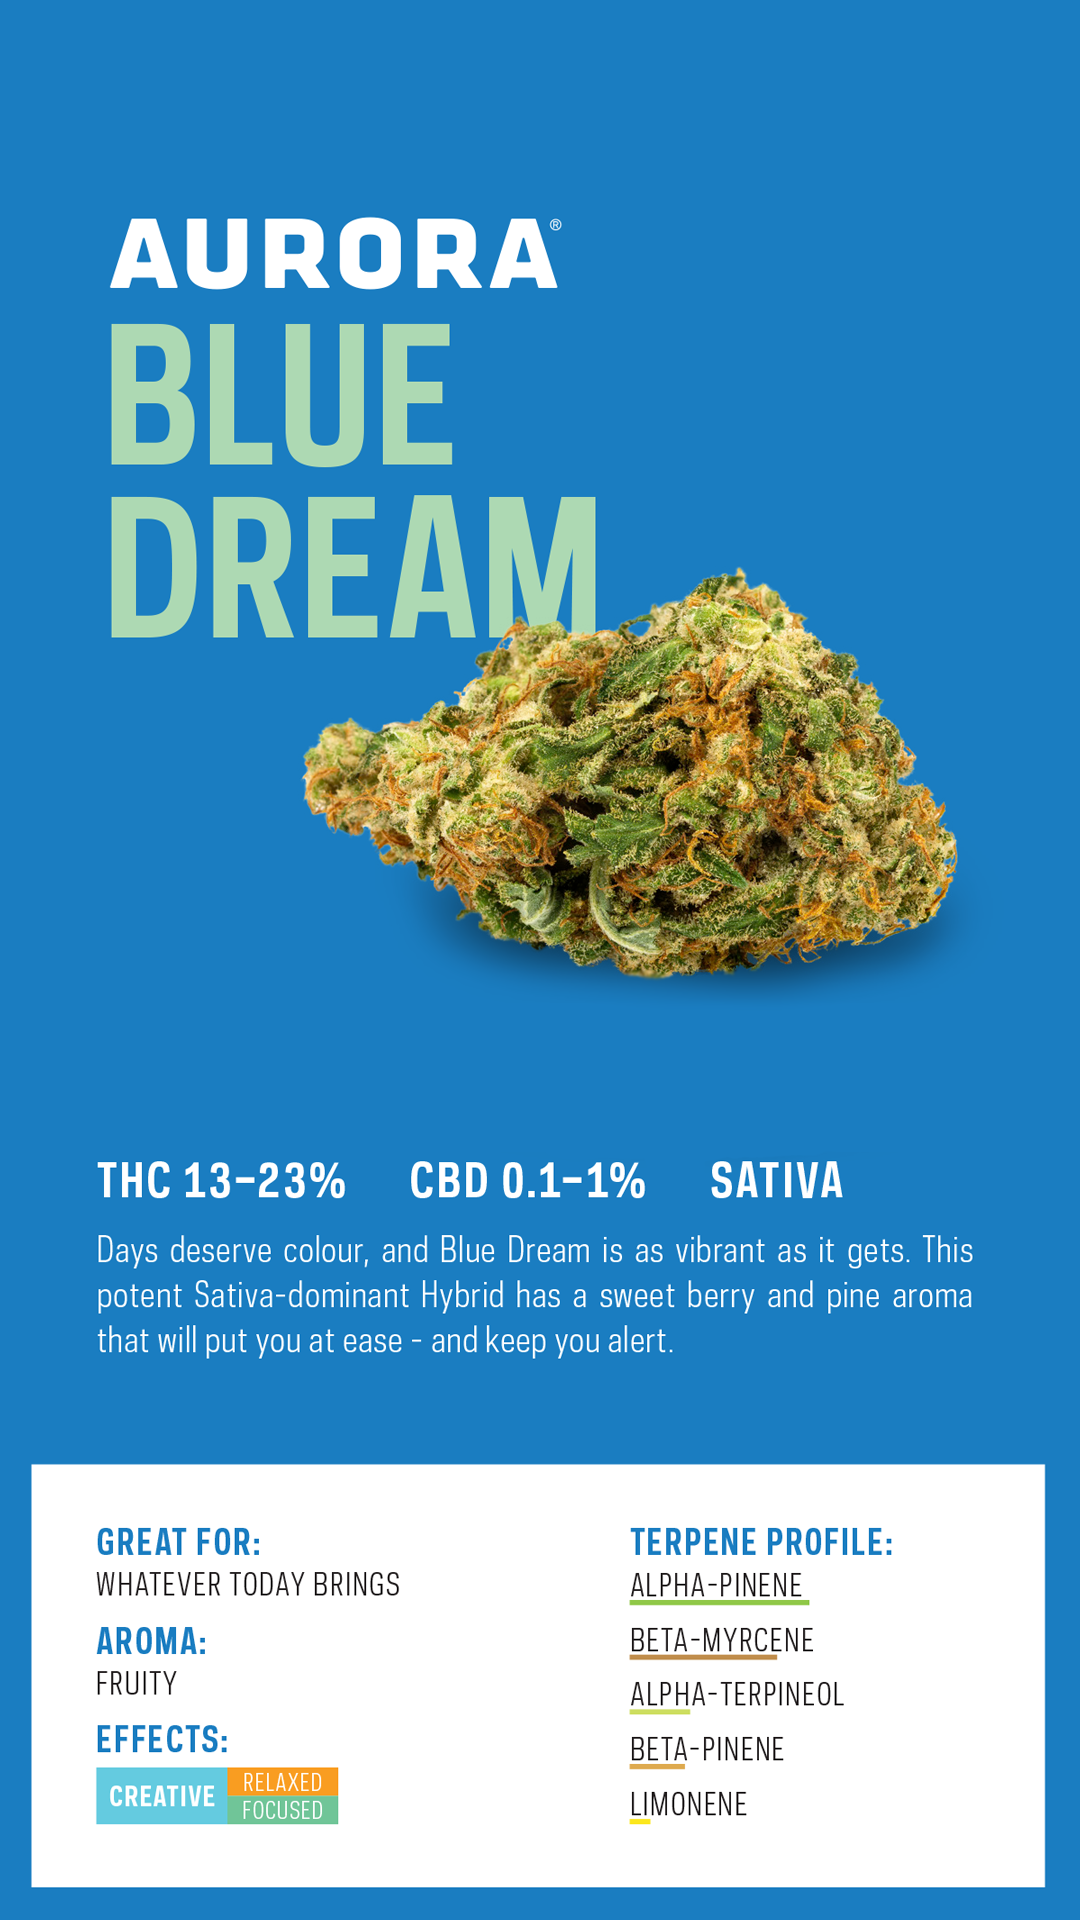 AURORA®
BLUE
DREAM
THC 13–23% CBD 0.1–1% SATIVA
Days deserve colour, and Blue Dream is as vibrant as it gets. This
potent Sativa-dominant Hybrid has a sweet berry and pine aroma
that will put you at ease - and keep you alert.
GREAT FOR:
WHATEVER TODAY BRINGS
AROMA:
FRUITY
EFFECTS:
CREATIVE
RELAXED
FOCUSED
TERPENE PROFILE:
ALPHA-PINENE
BETA-MYRCENE
ALPHA-TERPINEOL
BETA-PINENE
LIMONENE